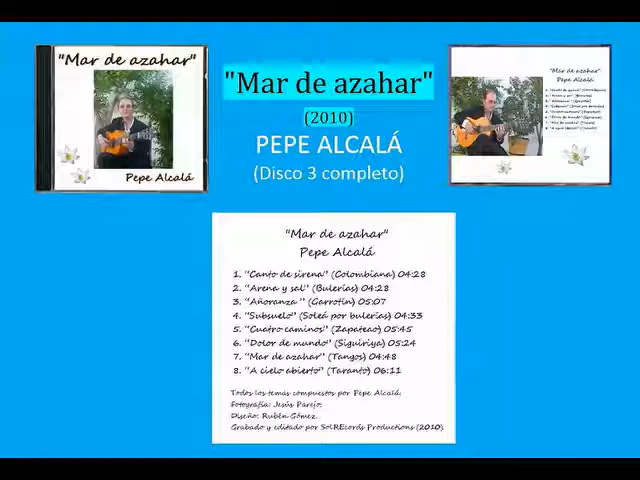 "Mar de azahar"
Pepe Alcalá
"Mar de azahar"
(2010)
PEPE ALCALÁ
(Disco 3 completo)
"Mar de azahar"
Pepe Alcalá
"Mar de azahar"
Pepe Alcalá
1. "Canto de sirena" (Colombiana) 04:28
2. "Arena y sal" (Bulerías) 04:28
3. "Añoranza " (Garrotín) 05:07
4. "Subsuelo" (Soleá por bulerías) 04:33
5. "Cuatro caminos" (Zapateao) 05:45
6. "Dolor de mundo" (Siguiriya) 05:24
7. "Mar de azahar" (Tangos) 04:48
8. "A cielo abierto" (Taranto) 06:11
Todos los temas compuestos por Pepe Alcalá.
Fotografía: Jesús Parejo.
Diseño: Rubén Gómez.
Grabado y editado por SolREcords Productions (2010)